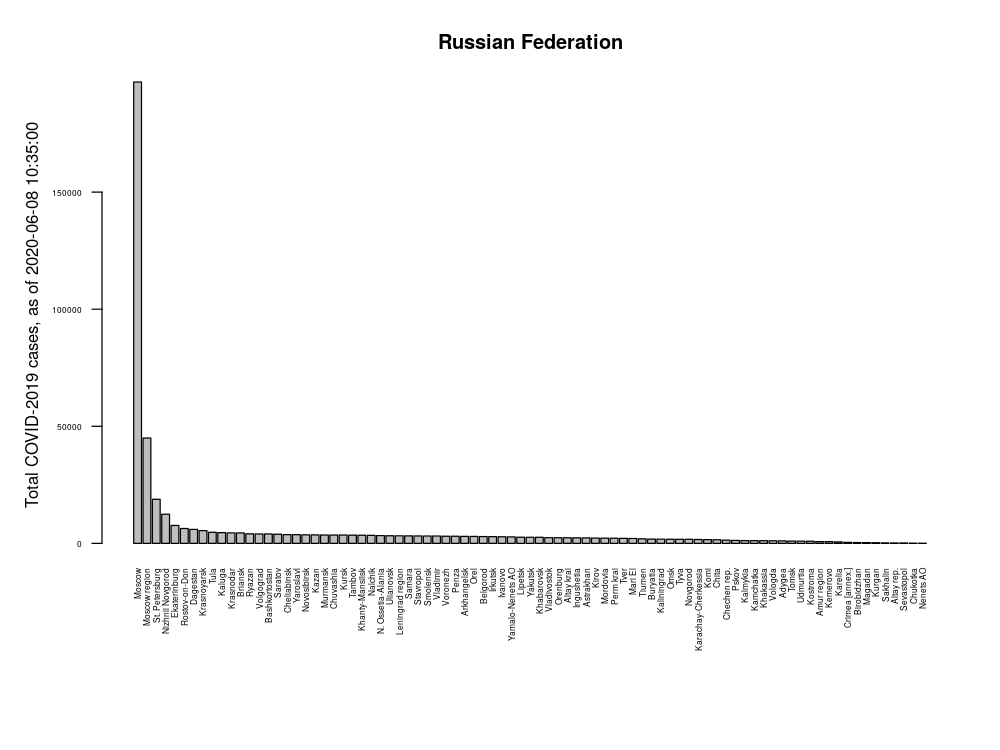 Russian Federation
Total COVID-2019 cases, as of 2020-06-08 10:35:00
150000
100000
50000
0
Moscow
Moscow region
St. Petersburg
Nizhnii Novgorod
Ekaterinburg
Rostov-on-Don
Dagestan
Krasnoyarsk
Tula
Kaluga
Krasnodar
Briansk
Ryazan
Volgograd
Bashkortostan
Saratov
Cheliabinsk
Yaroslavl
Novosibirsk
Kazan
Murmansk
Chuvashia
Kursk
Tambov
Khanty-Mansiisk
Nalchik
N. Ossetia-Alania
Ulianovsk
Leningrad region
Samara
Stavropol
Smolensk
Vladimir
Voronezh
Penza
Arkhangelsk
Orel
Belgorod
Irkutsk
Ivanovo
Yamalo-Nenets AO
Lipetsk
Yakutsk
Khabarovsk
Vladivostok
Orenburg
Altay krai
Ingushetia
Astrakhan
Kirov
Mordovia
Perm krai
Tver
Mari El
Tiumen
Buryatia
Kaliningrad
Omsk
Tyva
Novgorod
Karachay-Cherkessia
Komi
Chita
Chechen rep.
Pskov
Kalmykia
Kamchatka
Khakassia
Vologda
Adygea
Tomsk
Udmurtia
Kostroma
Amur region
Kemerovo
Karelia
Crimea [annex.]
Birobidzhan
Magadan
Kurgan
Sakhalin
Altay rep.
Sevastopol
Chukotka
Nenets AO